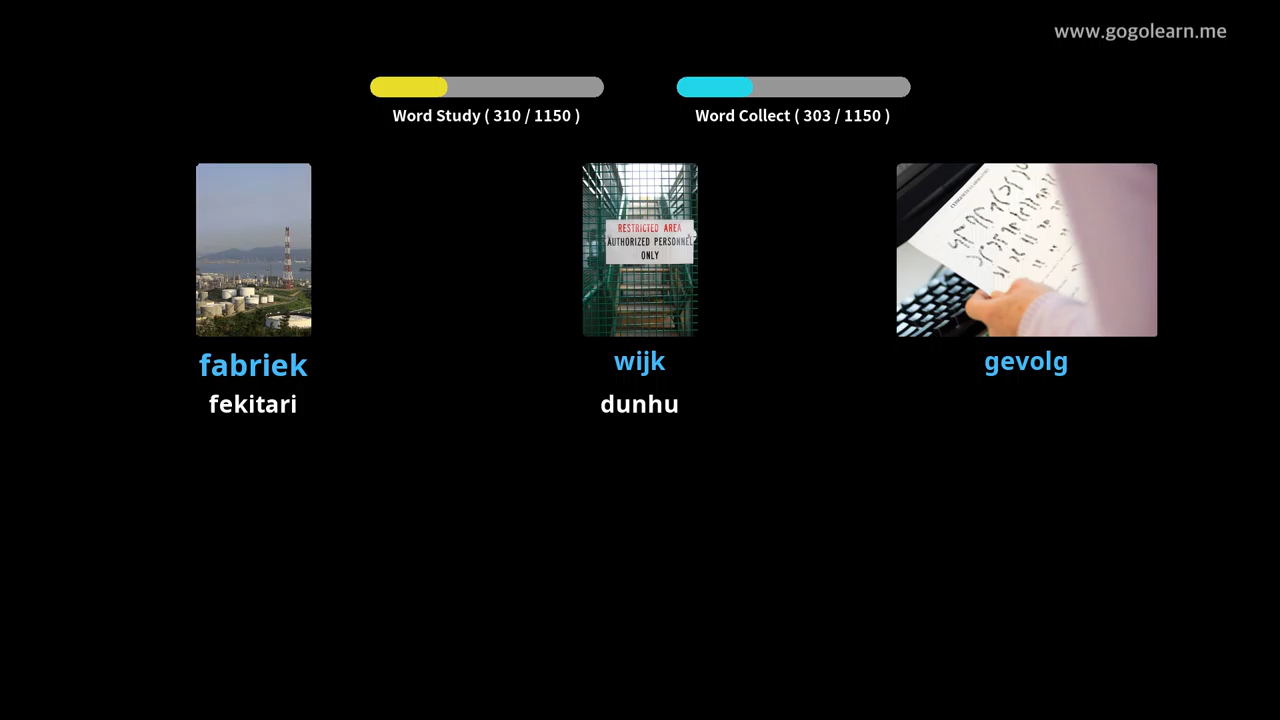 www.gogolearn.me
Word Study ( 310 / 1150 )
Word Collect ( 303 / 1150 )
RESTRICTED AREA
AUTHORIZED PERSONNEL
ONLY
fabriek
wijk
gevolg
fekitari
dunhu